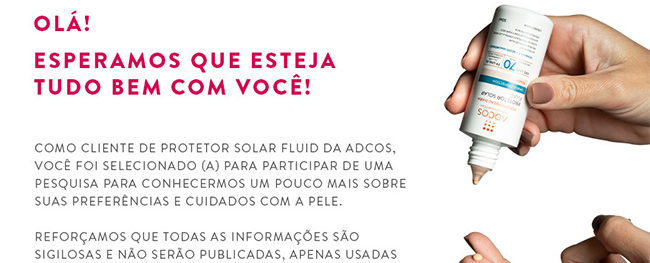 OLÁ!
ESPERAMOS QUE ESTEJA
TUDO BEM COM VOCÊ!
COMO CLIENTE DE PROTETOR SOLAR FLUID DA ADCOS,
VOCÊ FOI SELECIONADO (A) PARA PARTICIPAR DE UMA
PESQUISA PARA CONHECERMOS UM POUCO MAIS SOBRE
SUAS PREFERÊNCIAS E CUIDADOS COM A PELE.
REFORÇAMOS QUE TODAS AS INFORMAÇÕES SÃO
SIGILOSAS E NÃO SERÃO PUBLICADAS, APENAS USADAS
ADCOS
PROTETOR SOLAR
70